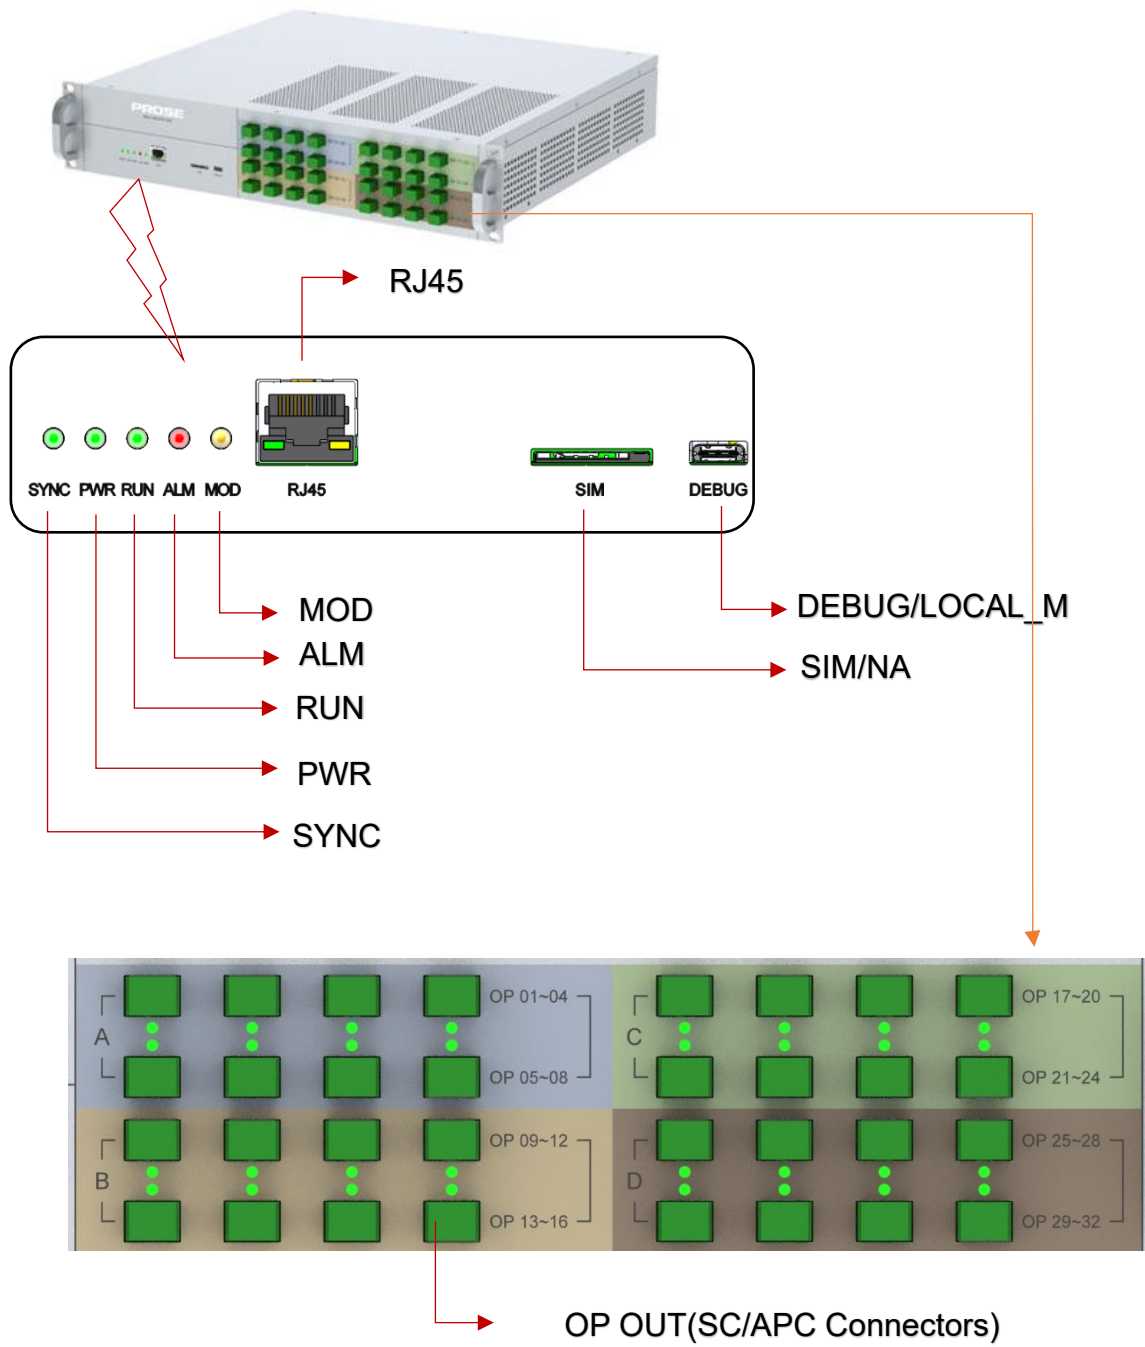 PROSE
RJ45
SYNC PWR RUN ALM MOD RJ45 SIM DEBUG
MOD
DEBUG/LOCAL_M
ALM
SIM/NA
RUN
PWR
SYNC
A OP 01~04
OP 05~08
C OP 17~20
OP 21~24
B OP 09~12
OP 13~16
D OP 25~28
OP 29~32
OP OUT(SC/APC Connectors)